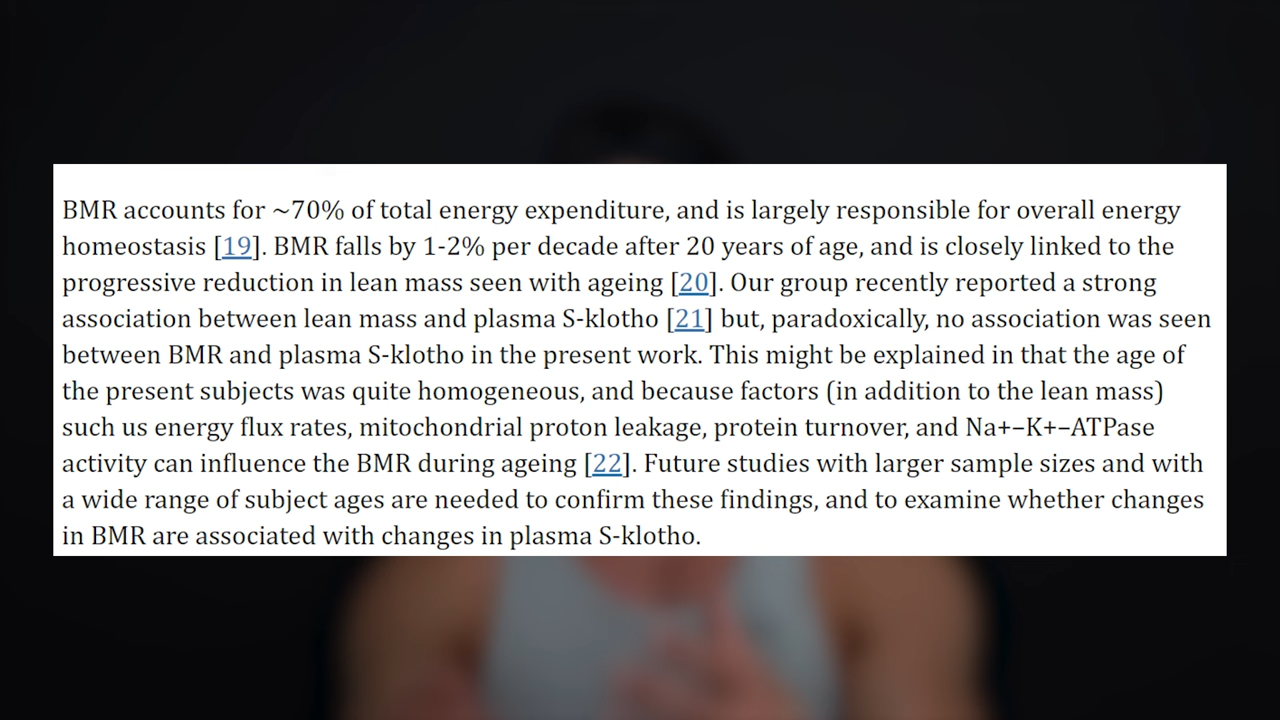 BMR accounts for ~70% of total energy expenditure, and is largely responsible for overall energy
homeostasis [19]. BMR falls by 1-2% per decade after 20 years of age, and is closely linked to the
progressive reduction in lean mass seen with ageing [20]. Our group recently reported a strong
association between lean mass and plasma S-klotho [21] but, paradoxically, no association was seen
between BMR and plasma S-klotho in the present work. This might be explained in that the age of
the present subjects was quite homogeneous, and because factors (in addition to the lean mass)
such us energy flux rates, mitochondrial proton leakage, protein turnover, and Na+–K+–ATPase
activity can influence the BMR during ageing [22]. Future studies with larger sample sizes and with
a wide range of subject ages are needed to confirm these findings, and to examine whether changes
in BMR are associated with changes in plasma S-klotho.